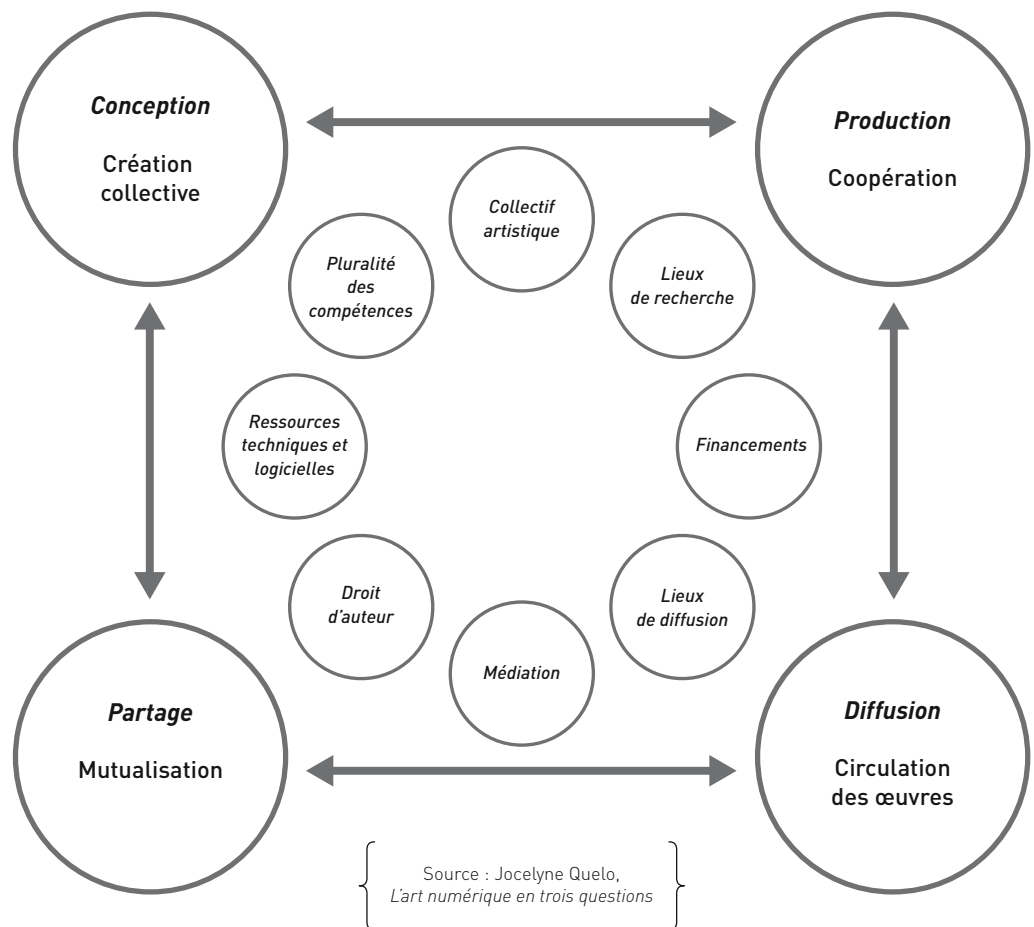 Conception
Création
collective
Production
Coopération
Collectif
artistique
Pluralité
des
compétences
Lieux
de recherche
Ressources
techniques et
logicielles
Financements
Droit
d'auteur
Lieux
de diffusion
Médiation
Partage
Mutualisation
Diffusion
Circulation
des œuvres
Source : Jocelyne Quelo,
L'art numérique en trois questions